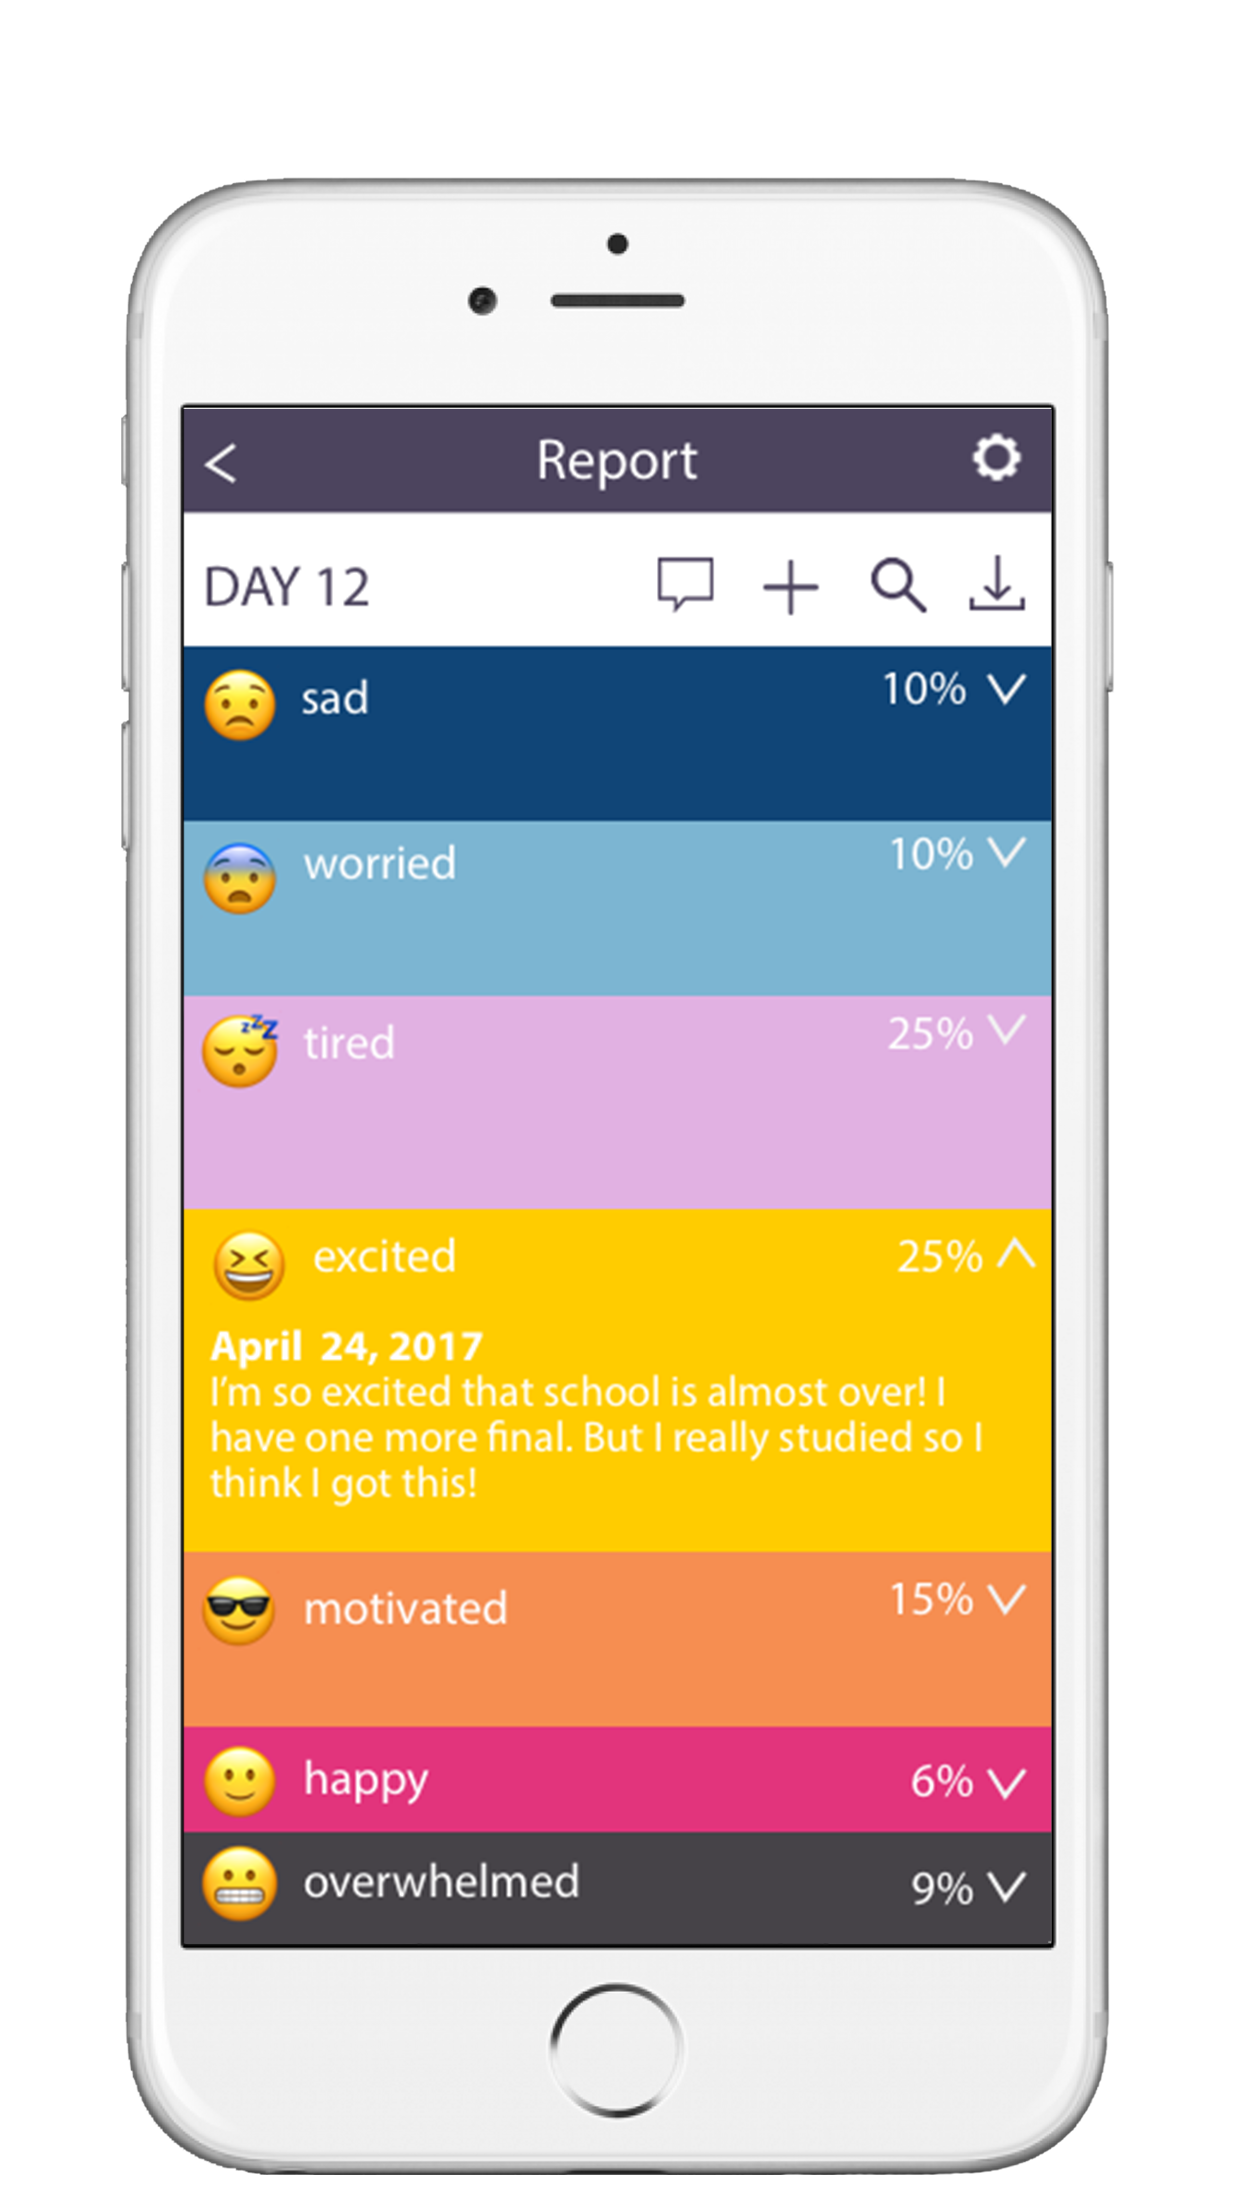 Report
DAY 12
sad 10%
worried 10%
tired 25%
excited 25%
April 24, 2017
I'm so excited that school is almost over! I
have one more final. But I really studied so I
think I got this!
motivated 15%
happy 6%
overwhelmed 9%